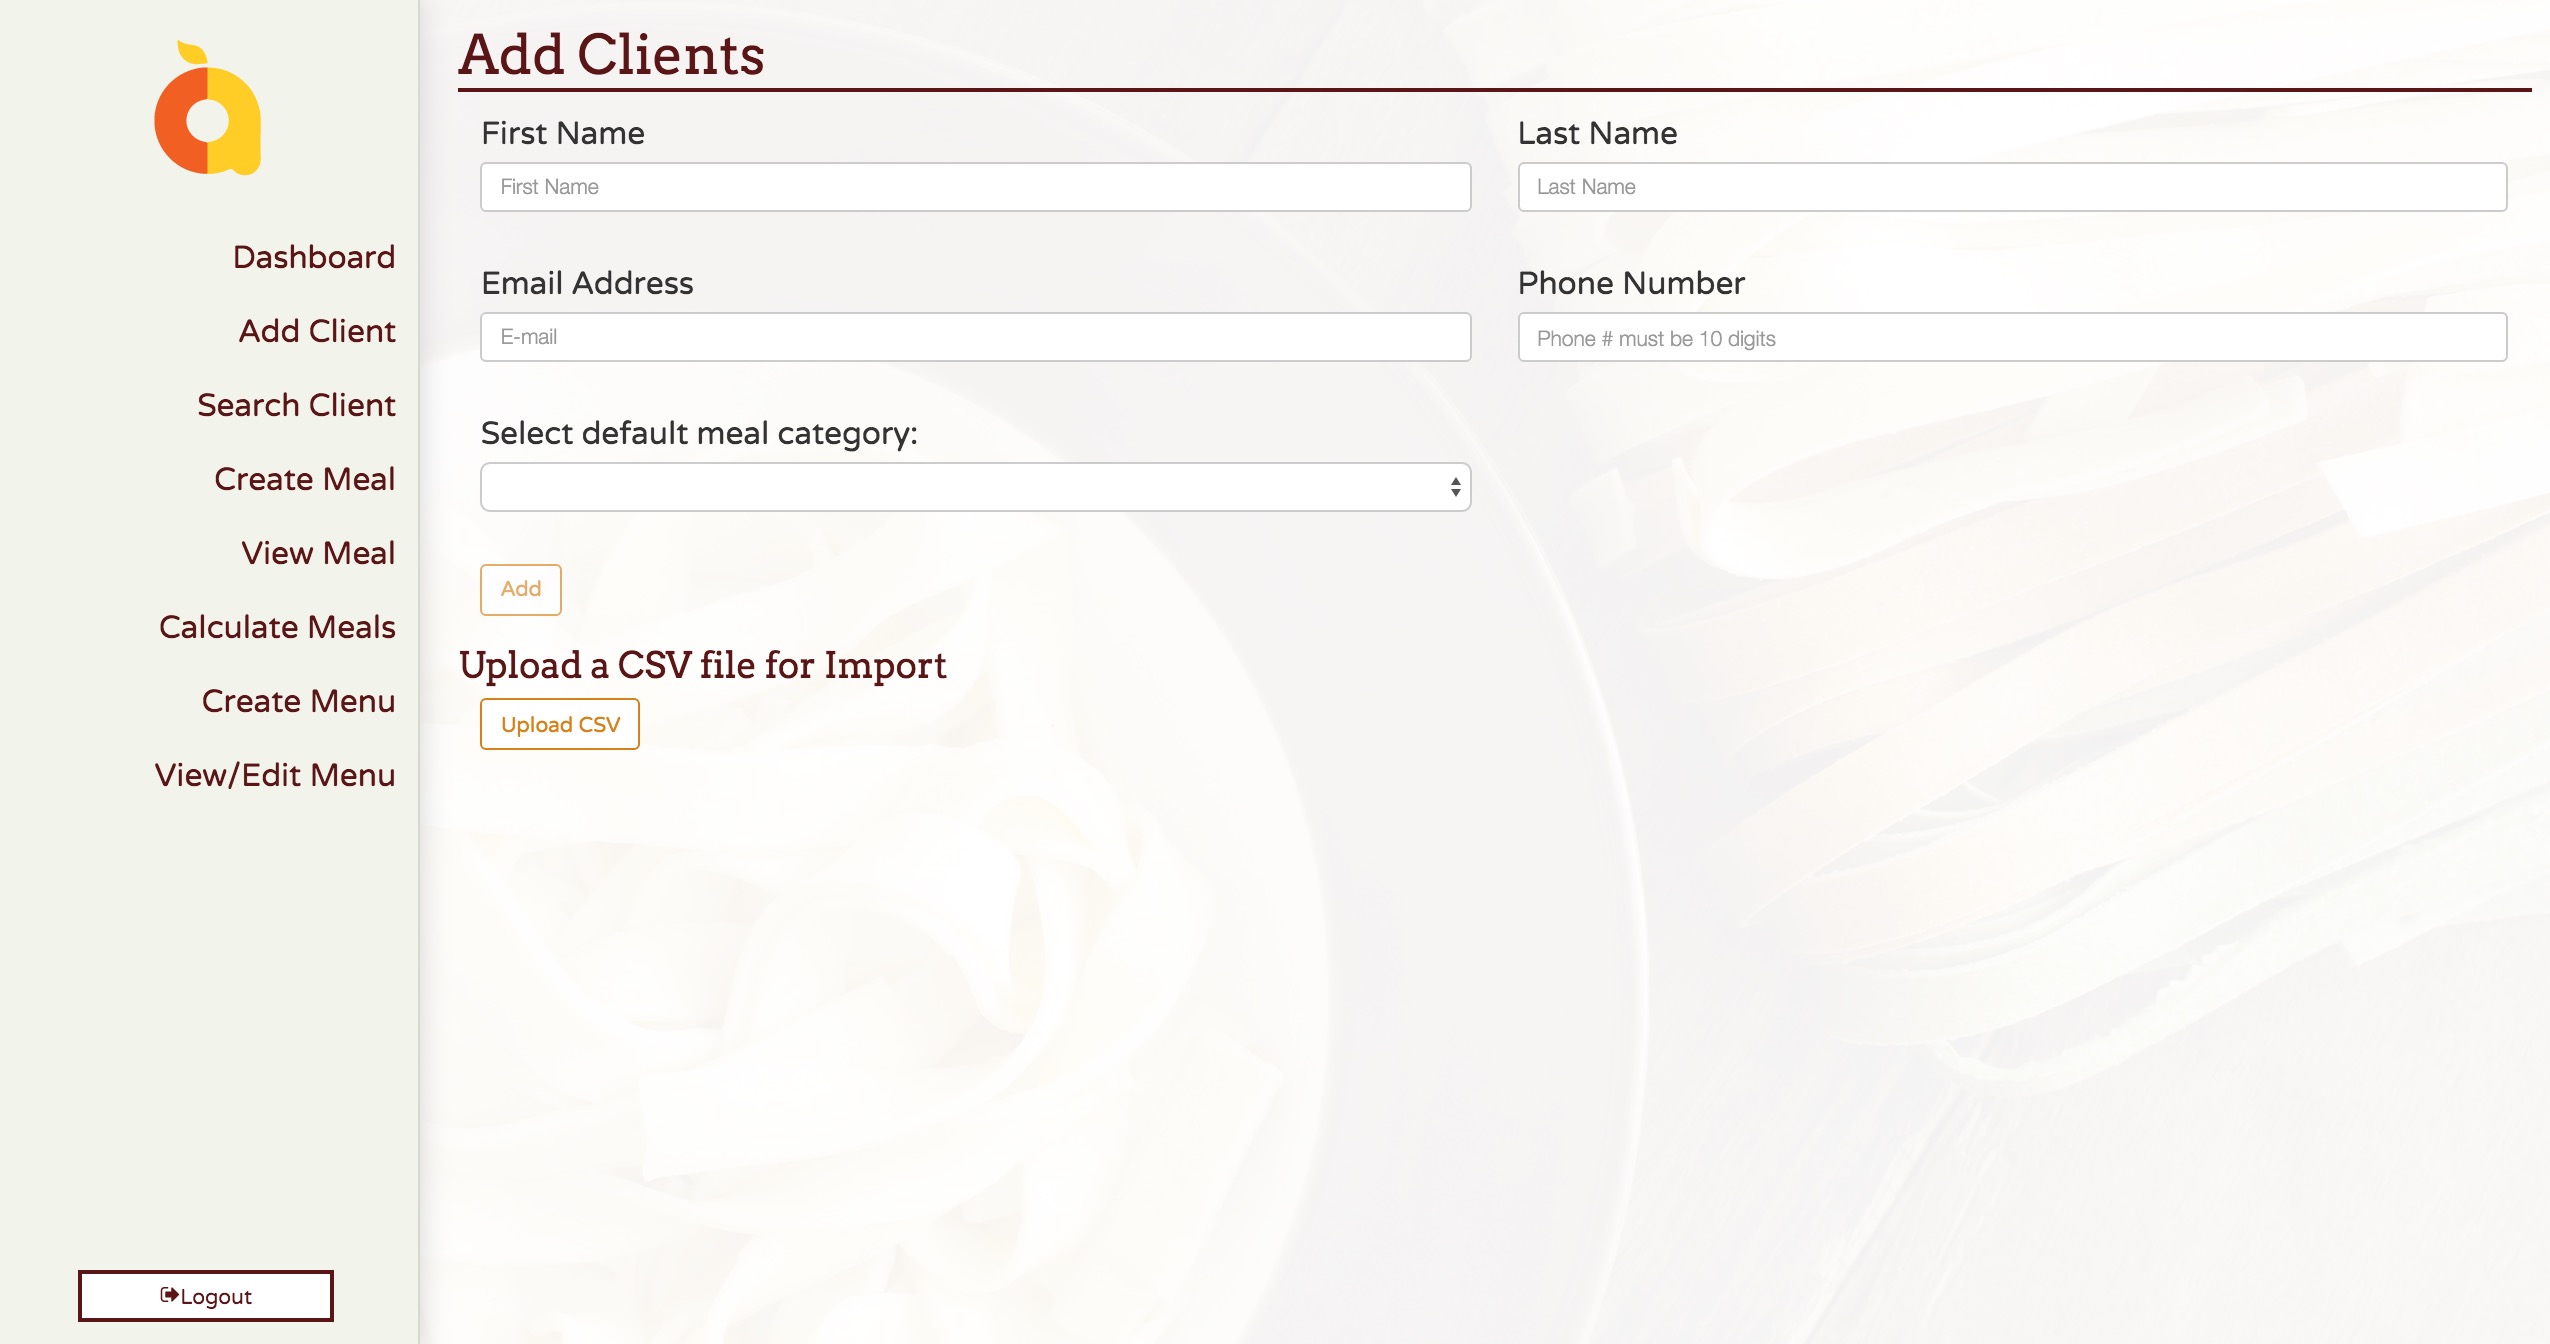 Dashboard
Add Client
Search Client
Create Meal
View Meal
Calculate Meals
Create Menu
View/Edit Menu
Logout
Add Clients
First Name
First Name
Last Name
Last Name
Email Address
E-mail
Phone Number
Phone # must be 10 digits
Select default meal category:
Add
Upload a CSV file for Import
Upload CSV